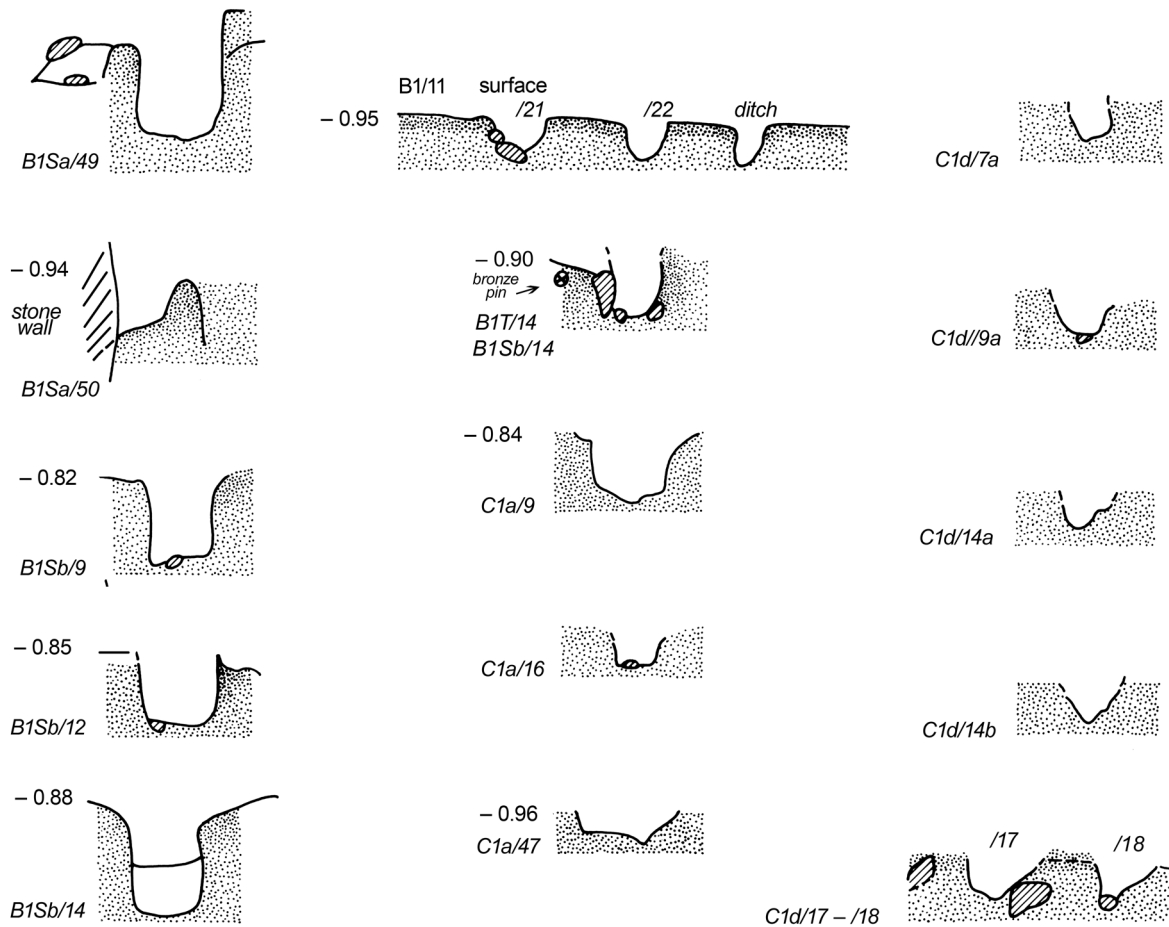 B1Sa/49
– 0.94
stone
wall
B1Sa/50
– 0.82
B1Sb/9
– 0.85
B1Sb/12
– 0.88
B1Sb/14
B1/11 surface
– 0.95 /21 /22 ditch
– 0.90
bronze
pin
B1T/14
B1Sb/14
– 0.84
C1a/9
C1a/16
– 0.96
C1a/47
C1d/7a
C1d//9a
C1d/14a
C1d/14b
/17 /18
C1d/17 – /18